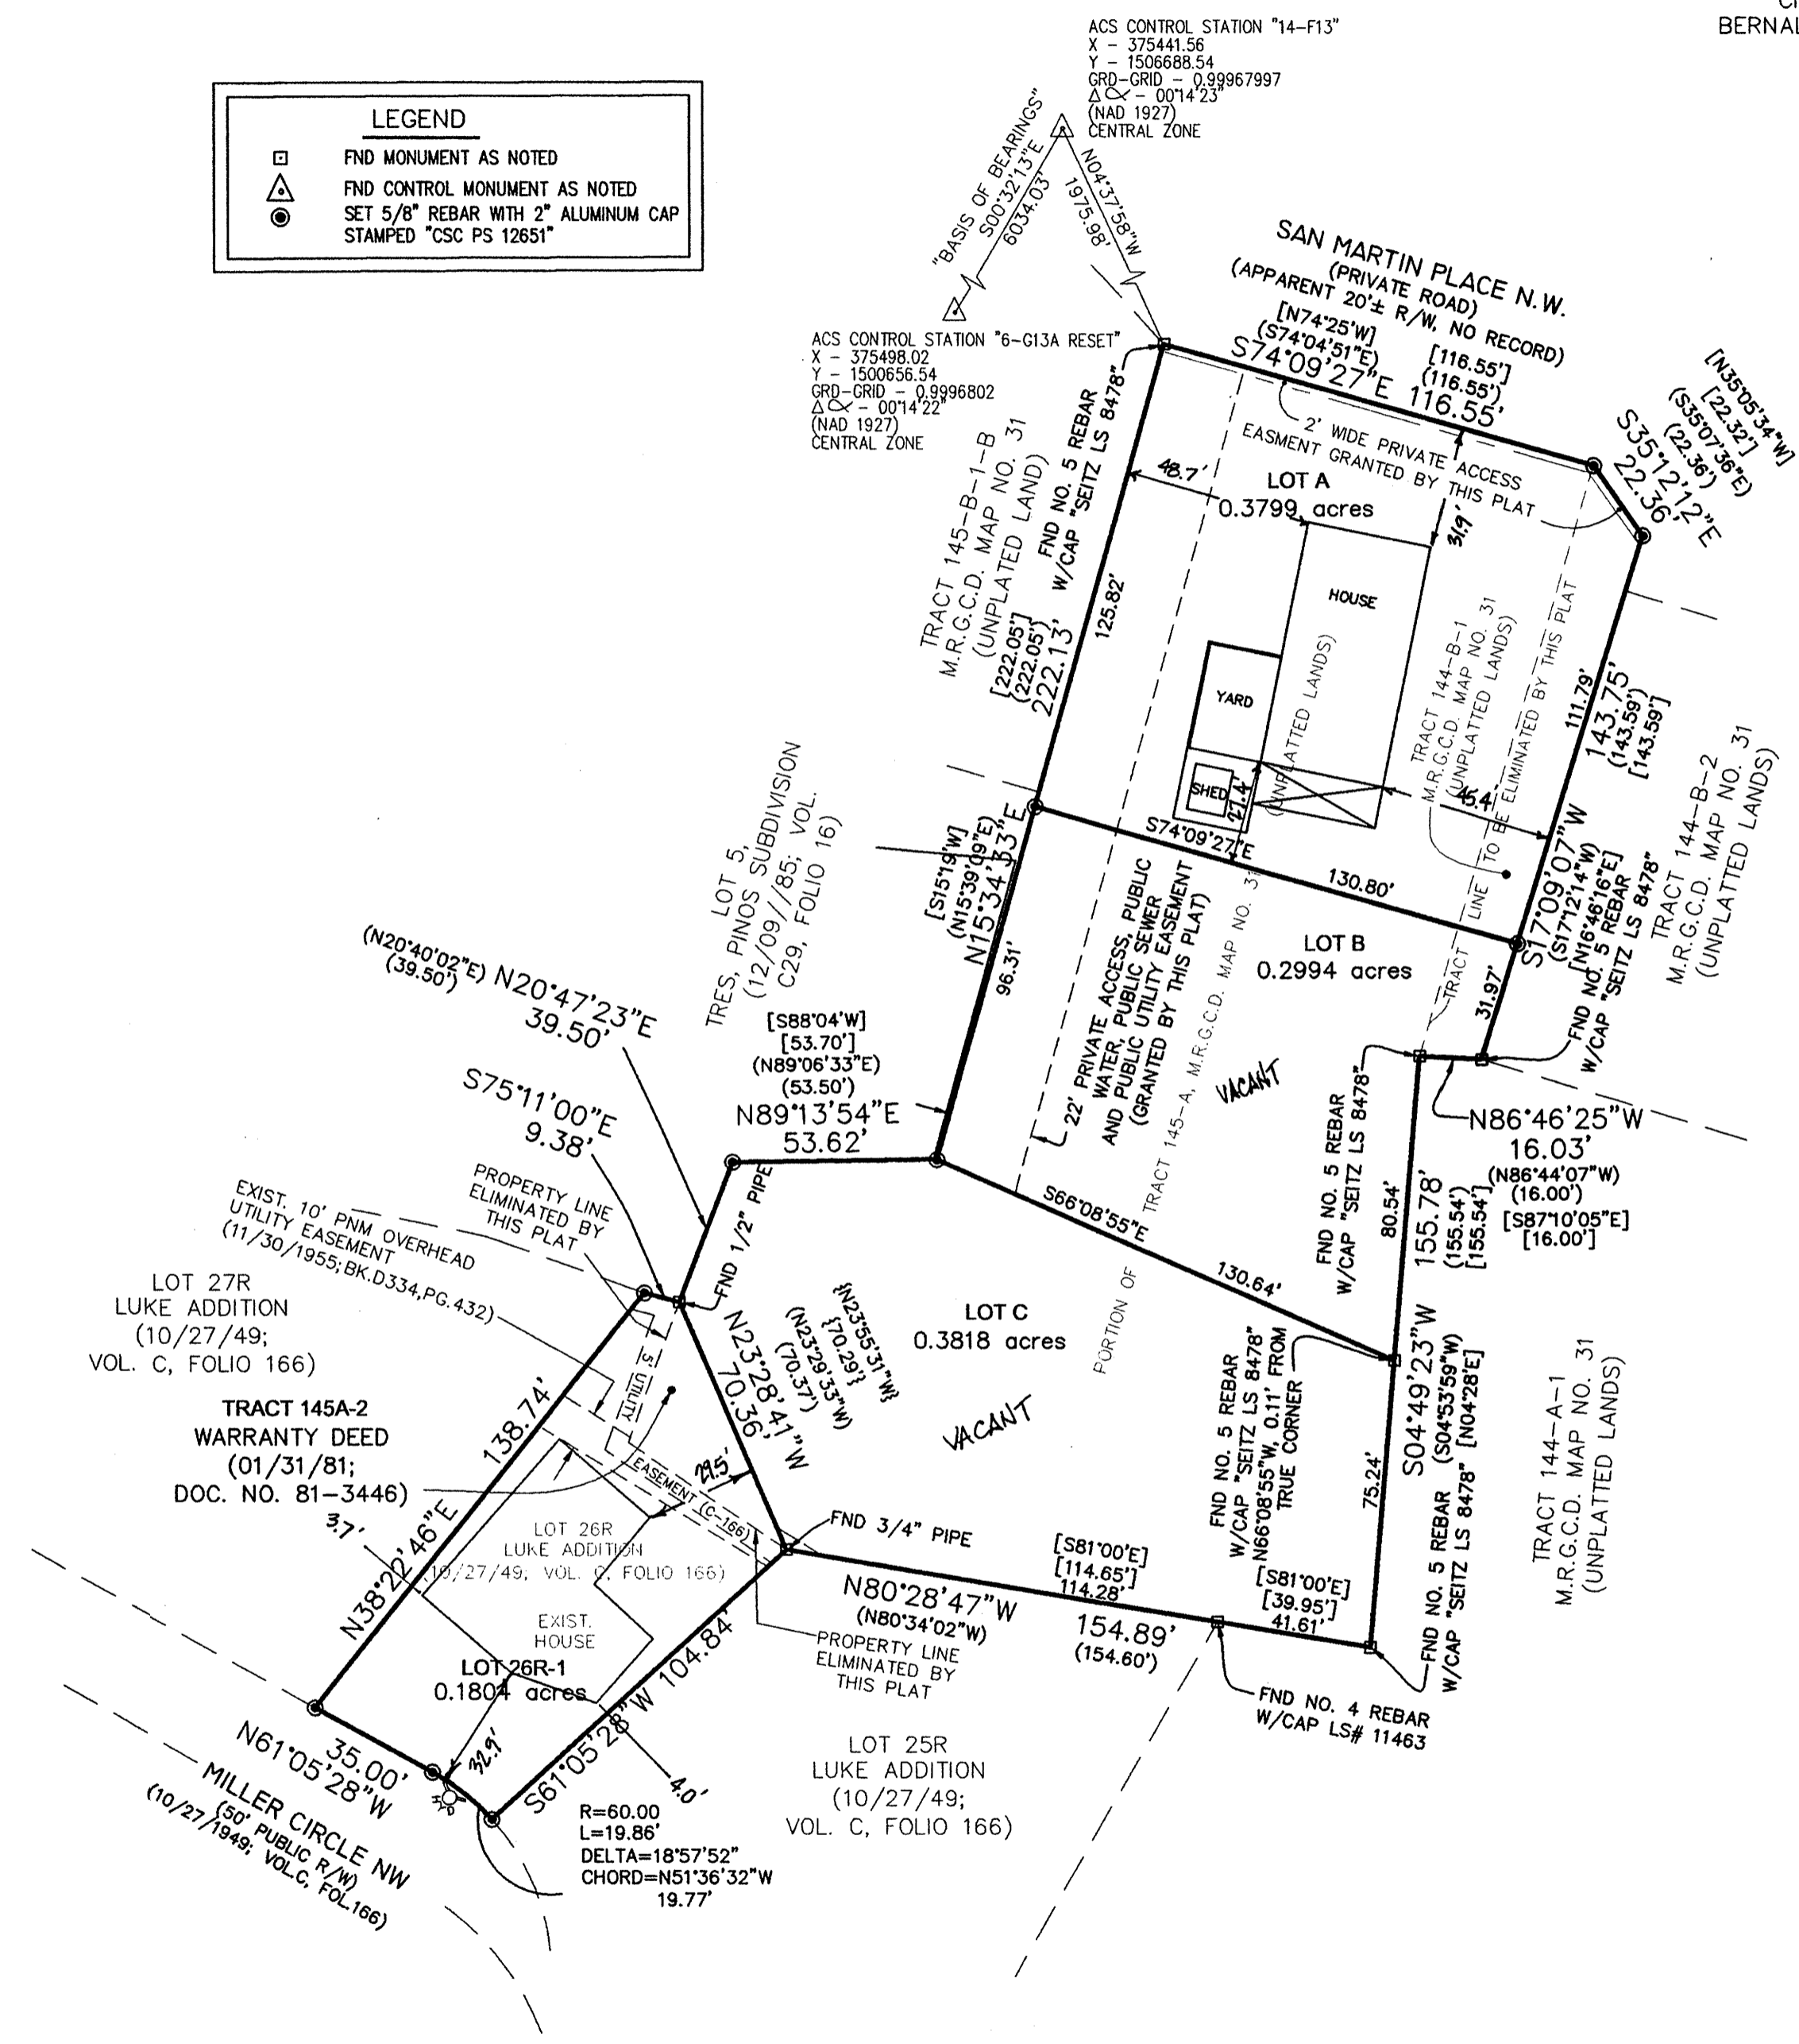 BERNAL
ACS CONTROL STATION "14-F13"
X - 375441.56
Y - 1506688.54
GRD-GRID - 0.99967997
Δ∝ - 00°14'23"
(NAD 1927)
CENTRAL ZONE
LEGEND
FND MONUMENT AS NOTED
FND CONTROL MONUMENT AS NOTED
SET 5/8" REBAR WITH 2" ALUMINUM CAP
STAMPED "CSC PS 12651"
"BASIS OF BEARINGS"
S00°32'13"E
6034.03'
N04°37'58"W
1975.98'
SAN MARTIN PLACE N.W.
(PRIVATE ROAD)
(APPARENT 20'± R/W, NO RECORD)
[N74°25'W]
(S74°04'51"E)
[116.55']
(116.55')
S74°09'27"E 116.55'
ACS CONTROL STATION "6-G13A RESET"
X - 375498.02
Y - 1500656.54
GRD-GRID - 0.9996802
Δ∝ - 00°14'22"
(NAD 1927)
CENTRAL ZONE
[N35°05'34"W]
[22.32']
(S35°07'36"E)
(22.36')
S35°12'12"E
22.36'
2' WIDE PRIVATE ACCESS
EASMENT GRANTED BY THIS PLAT
48.7'
LOT A
0.3799 acres
31.9'
FND NO. 5 REBAR
W/CAP "SEITZ LS 8478"
TRACT 145-B-1-B
M.R.G.C.D. MAP NO. 31
(UNPLATED LAND)
125.82'
[222.05']
(222.05')
222.13'
HOUSE
YARD
SHED
27.4'
(UNPLATTED LANDS)
TRACT 144-B-1
M.R.G.C.D. MAP NO. 31
(UNPLATTED LANDS)
TRACT LINE TO BE ELIMINATED BY THIS PLAT
45.4'
111.79'
143.75'
(143.59')
[143.59']
TRACT 144-B-2
M.R.G.C.D. MAP NO. 31
(UNPLATTED LANDS)
S74°09'27"E
130.80'
LOT 5,
TRES, PINOS SUBDIVISION
(12/09//85; VOL.
C29, FOLIO 16)
[S15°19'W]
(N15°39'09"E)
N15°34'33"E
96.31'
S17°09'07"W
(S17°12'14"W)
[N16°46'16"E]
FND NO. 5 REBAR
W/CAP "SEITZ LS 8478"
31.97'
LOT B
0.2994 acres
22' PRIVATE ACCESS, PUBLIC
WATER, PUBLIC SEWER
AND PUBLIC UTILITY EASEMENT
(GRANTED BY THIS PLAT)
PORTION OF TRACT 145-A, M.R.G.C.D. MAP NO. 31
VACANT
(N20°40'02"E)
(39.50')
N20°47'23"E
39.50'
[S88°04'W]
[53.70']
(N89°06'33"E)
(53.50')
N89°13'54"E
53.62'
S75°11'00"E
9.38'
FND NO. 5 REBAR
W/CAP "SEITZ LS 8478"
N86°46'25"W
16.03'
(N86°44'07"W)
(16.00')
[S87°10'05"E]
[16.00']
80.54'
155.78'
(155.54')
[155.54']
S66°08'55"E
130.64'
FND 1/2" PIPE
PROPERTY LINE
ELIMINATED BY
THIS PLAT
EXIST. 10' PNM OVERHEAD
UTILITY EASEMENT
(11/30/1955; BK.D334,PG.432)
LOT 27R
LUKE ADDITION
(10/27/49;
VOL. C, FOLIO 166)
{N23°55'31"W}
{70.29'}
(N23°29'33"W)
(70.37')
N23°28'41"W
70.36'
LOT C
0.3818 acres
VACANT
FND NO. 5 REBAR
W/CAP "SEITZ LS 8478"
N66°08'55"W, 0.11' FROM
TRUE CORNER
S04°49'23"W
(S04°53'59"W)
[N04°28'E]
75.24'
FND NO. 5 REBAR
W/CAP "SEITZ LS 8478"
TRACT 144-A-1
M.R.G.C.D. MAP NO. 31
(UNPLATTED LANDS)
TRACT 145A-2
WARRANTY DEED
(01/31/81;
DOC. NO. 81-3446)
138.74'
N38°22'46"E
3.7'
5' UTILITY
EASEMENT (C-166)
29.5'
LOT 26R
LUKE ADDITION
(10/27/49; VOL. C, FOLIO 166)
EXIST.
HOUSE
LOT 26R-1
0.1804 acres
FND 3/4" PIPE
[S81°00'E]
[114.65']
114.28'
N80°28'47"W
(N80°34'02"W)
154.89'
(154.60')
[S81°00'E]
[39.95']
41.61'
PROPERTY LINE
ELIMINATED BY
THIS PLAT
FND NO. 4 REBAR
W/CAP LS# 11463
S61°05'28"W 104.84'
LOT 25R
LUKE ADDITION
(10/27/49;
VOL. C, FOLIO 166)
35.00'
N61°05'28"W
32.9'
HYD
4.0'
MILLER CIRCLE NW
(50' PUBLIC R/W)
(10/27/1949; VOL.C, FOL.166)
R=60.00
L=19.86'
DELTA=18°57'52"
CHORD=N51°36'32"W
19.77'